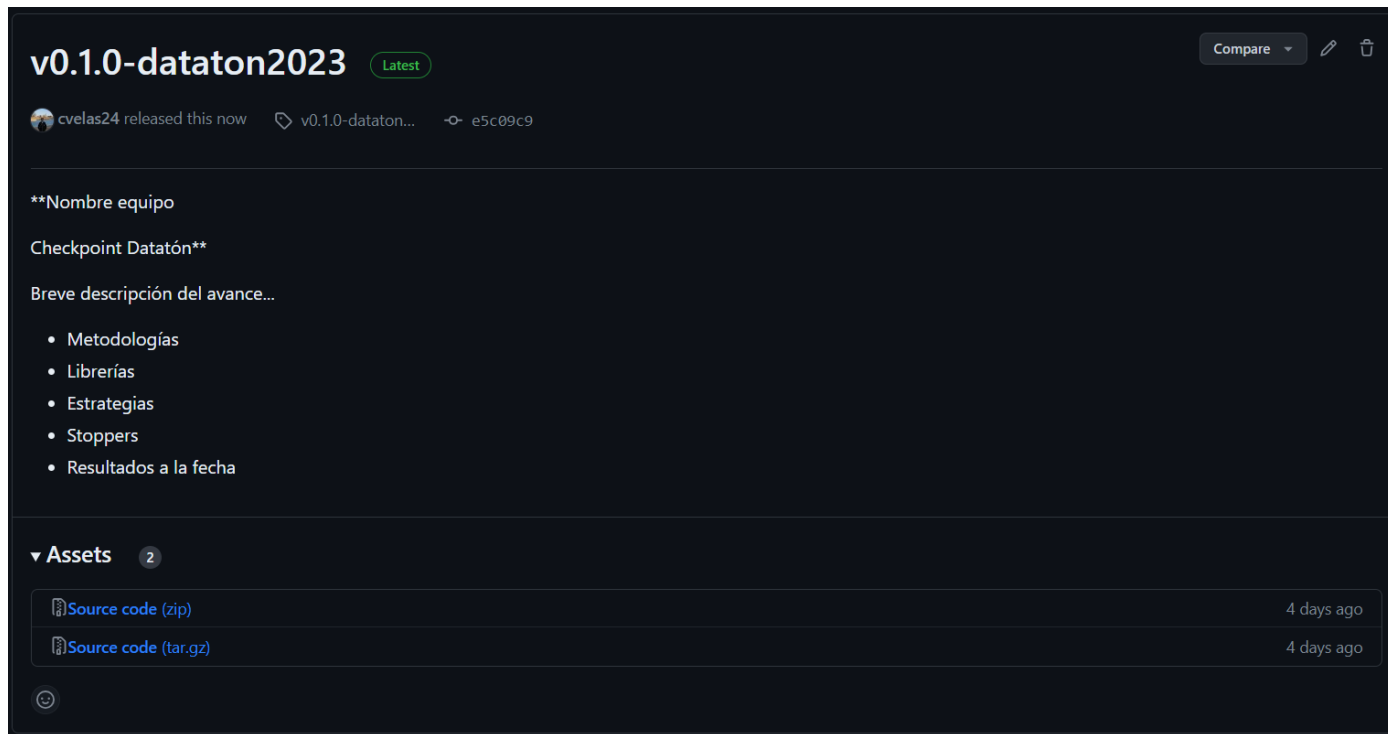 v0.1.0-dataton2023 Latest
Compare
cvelas24 released this now v0.1.0-dataton... e5c09c9
**Nombre equipo
Checkpoint Datatón**
Breve descripción del avance...
• Metodologías
• Librerías
• Estrategias
• Stoppers
• Resultados a la fecha
Assets 2
Source code (zip) 4 days ago
Source code (tar.gz) 4 days ago